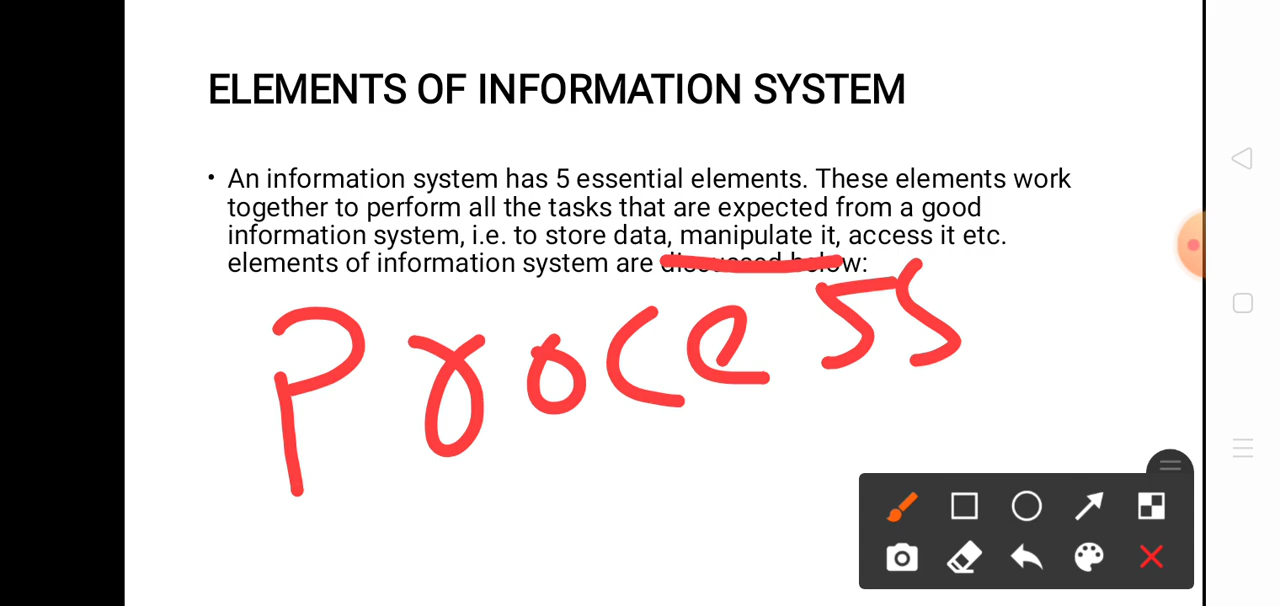 ELEMENTS OF INFORMATION SYSTEM
• An information system has 5 essential elements. These elements work
together to perform all the tasks that are expected from a good
information system, i.e. to store data, manipulate it, access it etc.
elements of information system are discussed below:
Process